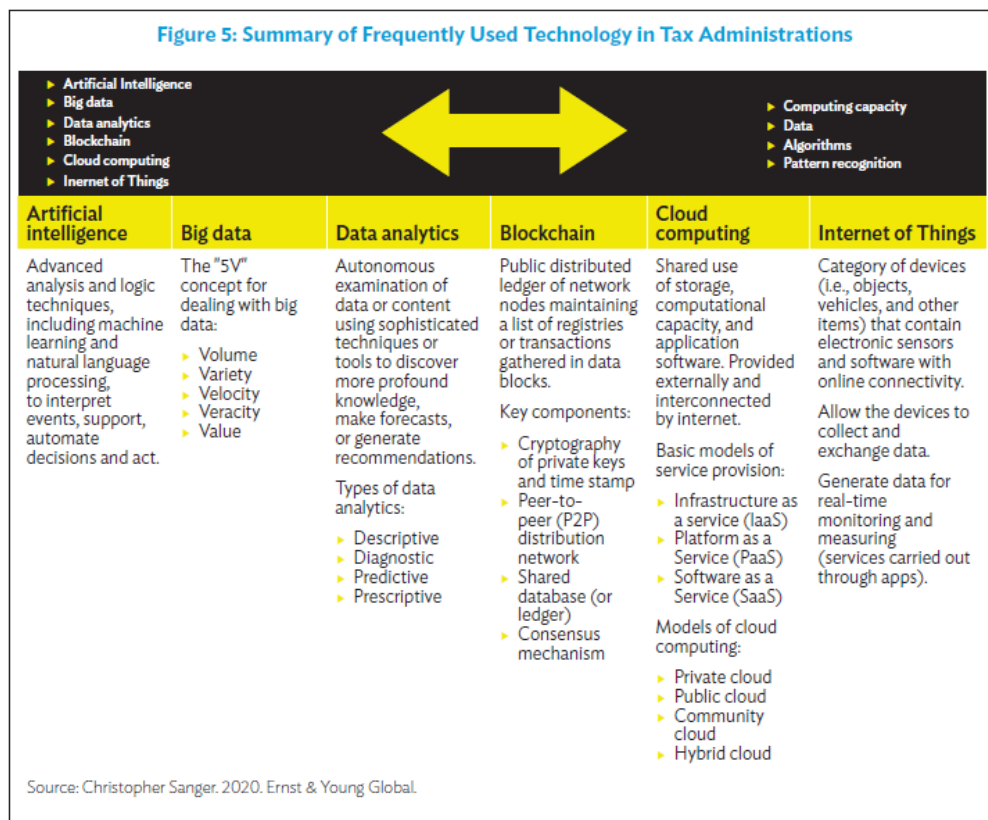 Figure 5: Summary of Frequently Used Technology in Tax Administrations
Artificial Intelligence
Big data
Data analytics
Blockchain
Cloud computing
Inernet of Things
Computing capacity
Data
Algorithms
Pattern recognition
Artificial
intelligence
Advanced
analysis and logic
techniques,
including machine
learning and
natural language
processing,
to interpret
events, support,
automate
decisions and act.
Big data
The "5V"
concept for
dealing with big
data:
Volume
Variety
Velocity
Veracity
Value
Data analytics
Autonomous
examination of
data or content
using sophisticated
techniques or
tools to discover
more profound
knowledge,
make forecasts,
or generate
recommendations.
Types of data
analytics:
Descriptive
Diagnostic
Predictive
Prescriptive
Blockchain
Public distributed
ledger of network
nodes maintaining
a list of registries
or transactions
gathered in data
blocks.
Key components:
Cryptography
of private keys
and time stamp
Peer-to-
peer (P2P)
distribution
network
Shared
database (or
ledger)
Consensus
mechanism
Cloud
computing
Shared use
of storage,
computational
capacity, and
application
software. Provided
externally and
interconnected
by internet.
Basic models of
service provision:
Infrastructure as
a service (IaaS)
Platform as a
Service (PaaS)
Software as a
Service (SaaS)
Models of cloud
computing:
Private cloud
Public cloud
Community
cloud
Hybrid cloud
Internet of Things
Category of devices
(i.e., objects,
vehicles, and other
items) that contain
electronic sensors
and software with
online connectivity.
Allow the devices to
collect and
exchange data.
Generate data for
real-time
monitoring and
measuring
(services carried out
through apps).
Source: Christopher Sanger. 2020. Ernst & Young Global.